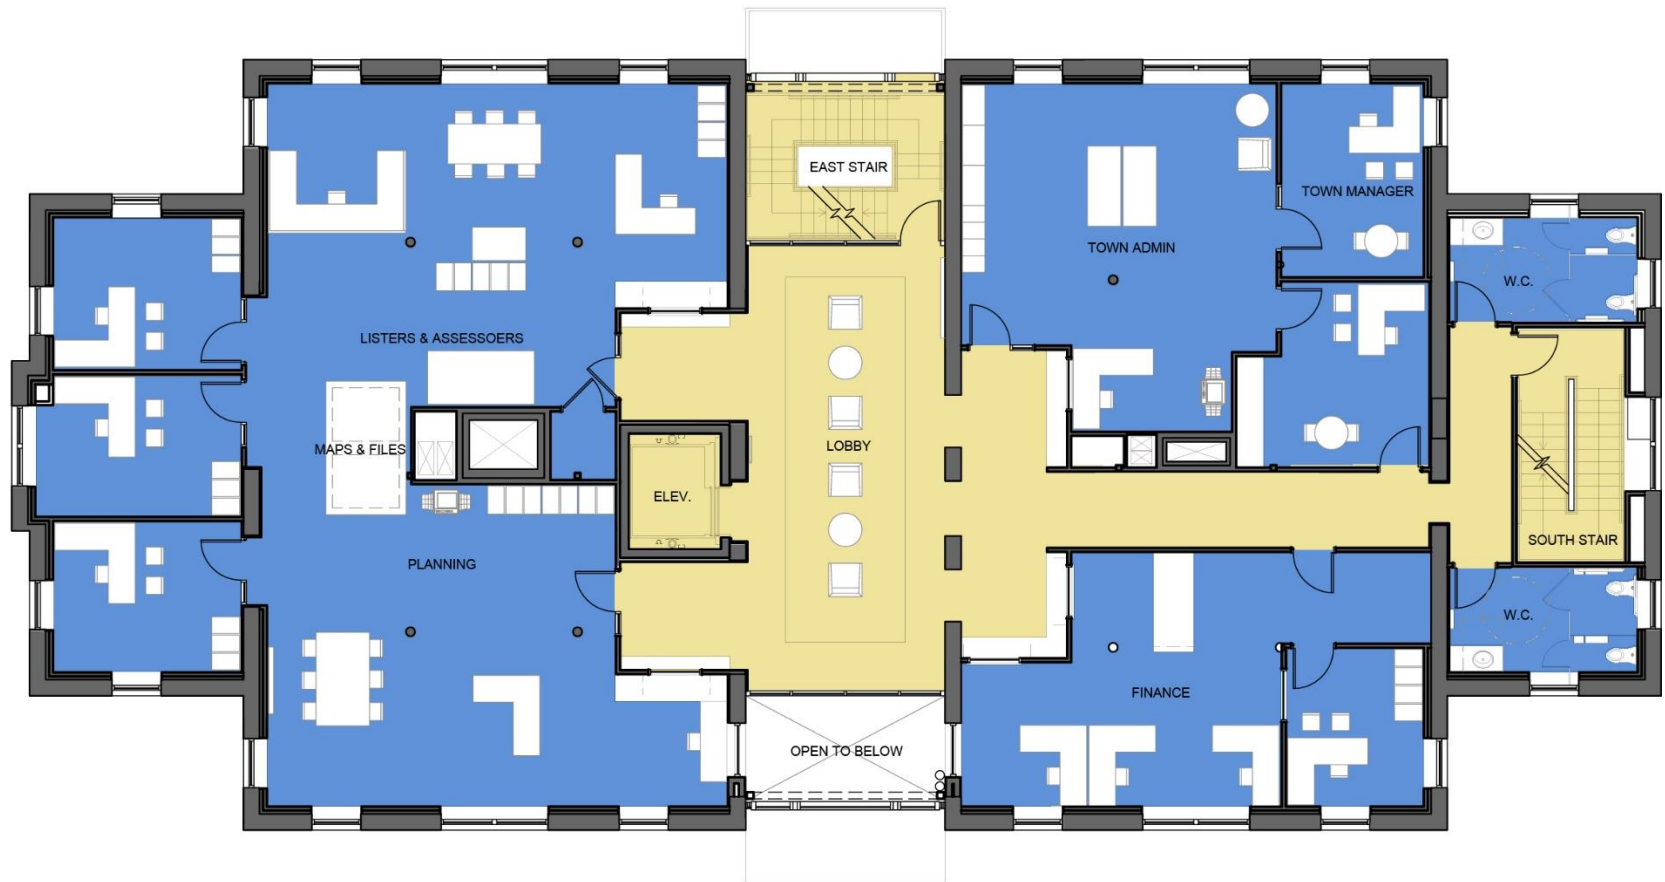 EAST STAIR
TOWN MANAGER
TOWN ADMIN
W.C.
LISTERS & ASSESSOERS
MAPS & FILES
LOBBY
ELEV.
SOUTH STAIR
PLANNING
W.C.
FINANCE
OPEN TO BELOW